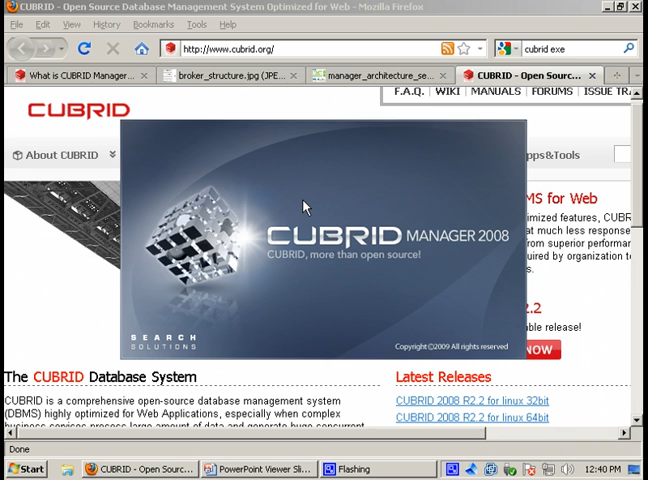 CUBRID - Open Source Database Management System Optimized for Web - Mozilla Firefox
File Edit View History Bookmarks Tools Help
http://www.cubrid.org/
cubrid exe
What is CUBRID Manager...
broker_structure.jpg (JPE...
manager_architecture_se...
CUBRID - Open Sourc...
CUBRID
F.A.Q. WIKI MANUALS FORUMS ISSUE TRA
About CUBRID
pps&Tools
CUBRID MANAGER 2008
CUBRID, more than open source!
SEARCH
SOLUTIONS
Copyright©2009 All rights reserved
MS for Web
imized features, CUBR
at much less response
from superior performa
uired by organization to
s.
2.2
able release!
NOW
The CUBRID Database System
CUBRID is a comprehensive open-source database management system
(DBMS) highly optimized for Web Applications, especially when complex
Latest Releases
CUBRID 2008 R2.2 for linux 32bit
CUBRID 2008 R2.2 for linux 64bit
Done
Start
CUBRID - Open Sourc...
PowerPoint Viewer Sli...
Flashing
12:40 PM